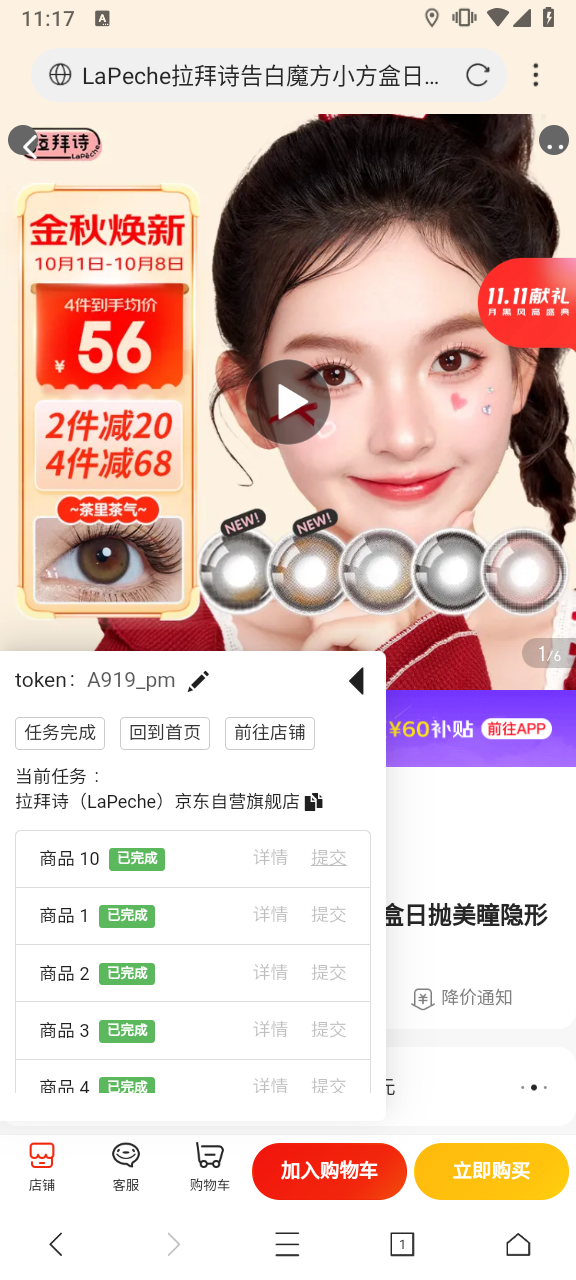 11:17
A
LaPeche拉拜诗告白魔方小方盒日...
拉拜诗
LaPeche
金秋焕新
10月1日-10月8日
4件到手均价
¥56
2件减20
4件减68
~茶里茶气~
11.11献礼
月黑风高盛典
NEW!
NEW!
1/6
token： A919_pm
任务完成
回到首页
前往店铺
¥60补贴
前往APP
当前任务：
拉拜诗（LaPeche）京东自营旗舰店
商品 10 已完成 详情 提交
商品 1 已完成 详情 提交
盒日抛美瞳隐形
商品 2 已完成 详情 提交
降价通知
商品 3 已完成 详情 提交
商品 4 已完成 详情 提交
元
店铺
客服
购物车
加入购物车
立即购买
1